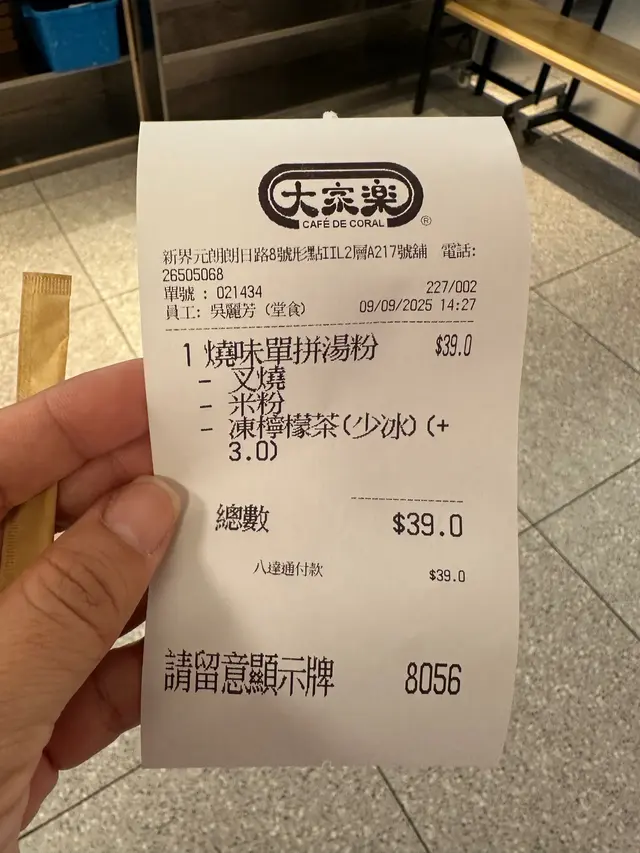 大家楽
CAFÉ DE CORAL
®
新界元朗朗日路8號形點IIL2層A217號舖 電話:
26505068
單號 : 021434 227/002
員工: 吳麗芳 (堂食) 09/09/2025 14:27
1 燒味單拼湯粉 $39.0
- 叉燒
- 米粉
- 凍檸檬茶(少冰) (+
3.0)
總數 $39.0
八達通付款 $39.0
請留意顯示牌 8056